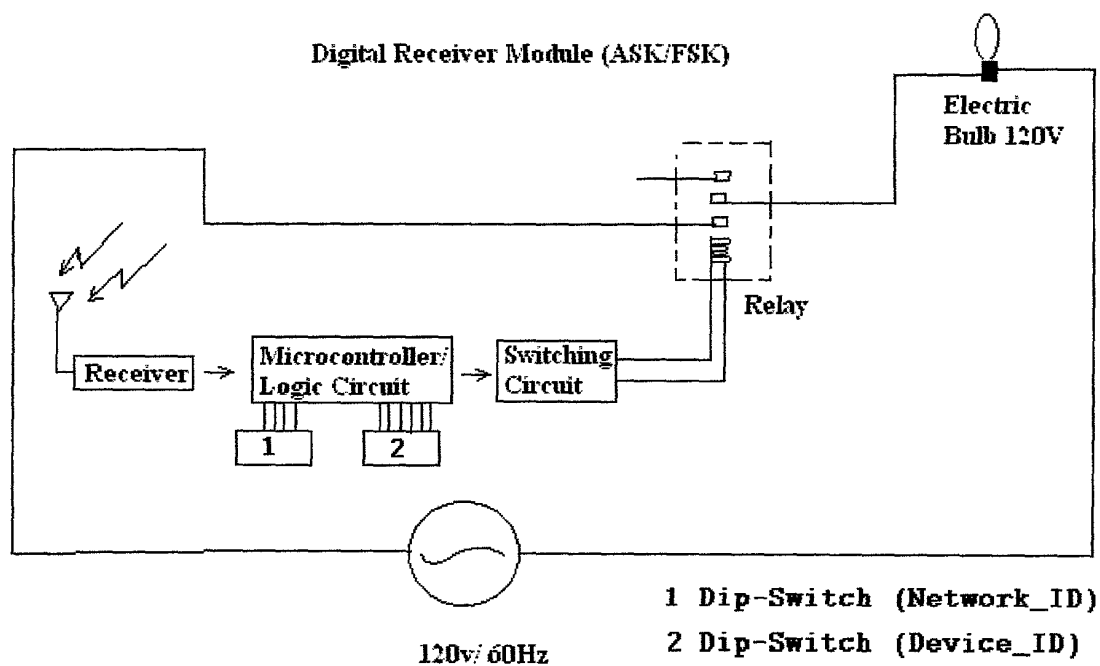 Digital Receiver Module (ASK/FSK)
Electric
Bulb 120V
Relay
Receiver
Microcontroller/
Logic Circuit
Switching
Circuit
1
2
1 Dip-Switch (Network_ID)
2 Dip-Switch (Device_ID)
120v/ 60Hz